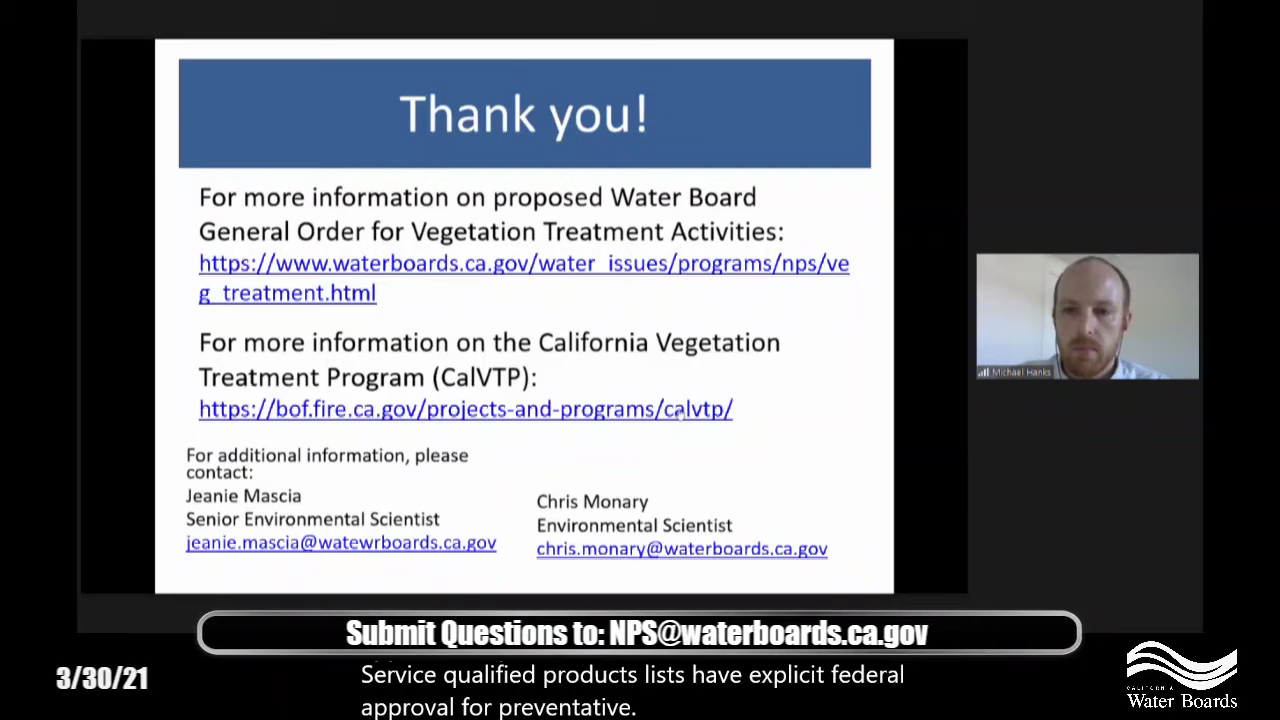 Thank you!
For more information on proposed Water Board
General Order for Vegetation Treatment Activities:
https://www.waterboards.ca.gov/water_issues/programs/nps/ve
g_treatment.html
For more information on the California Vegetation
Treatment Program (CalVTP):
https://bof.fire.ca.gov/projects-and-programs/calvtp/
For additional information, please
contact:
Jeanie Mascia
Senior Environmental Scientist
jeanie.mascia@watewrboards.ca.gov
Chris Monary
Environmental Scientist
chris.monary@waterboards.ca.gov
Michael Hanks
Submit Questions to: NPS@waterboards.ca.gov
3/30/21
Service qualified products lists have explicit federal
approval for preventative.
CALIFORNIA
Water Boards